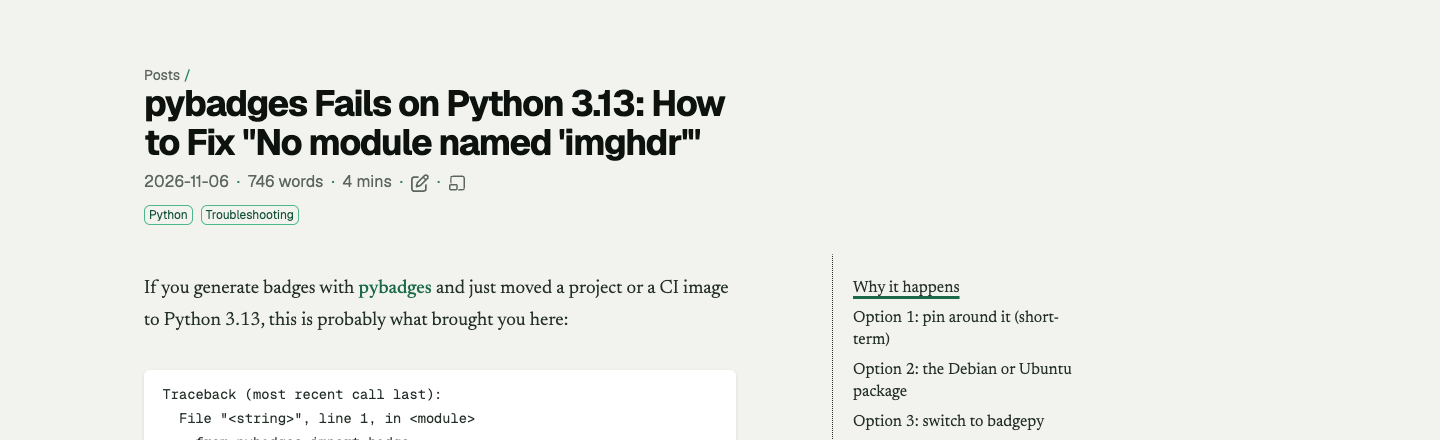 Posts /
pybadges Fails on Python 3.13: How
to Fix "No module named 'imghdr'"
2026-11-06 · 746 words · 4 mins · ·
Python Troubleshooting
If you generate badges with pybadges and just moved a project or a CI image
to Python 3.13, this is probably what brought you here:
Traceback (most recent call last):
  File "<string>", line 1, in <module>
    from pybadges import badge
Why it happens
Option 1: pin around it (short-
term)
Option 2: the Debian or Ubuntu
package
Option 3: switch to badgepy